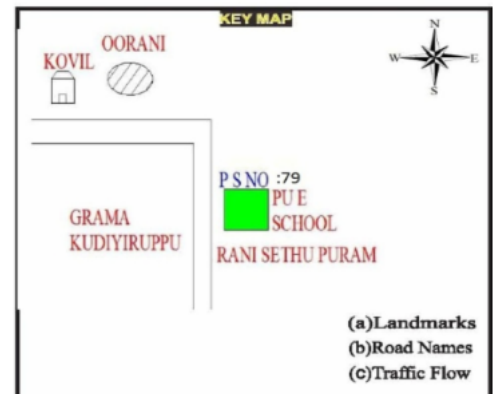 KEY MAP
OORANI
KOVIL
N
W
E
S
P S NO :79
PU E
SCHOOL
GRAMA
KUDIYIRUPPU
RANI SETHU PURAM
(a)Landmarks
(b)Road Names
(c)Traffic Flow